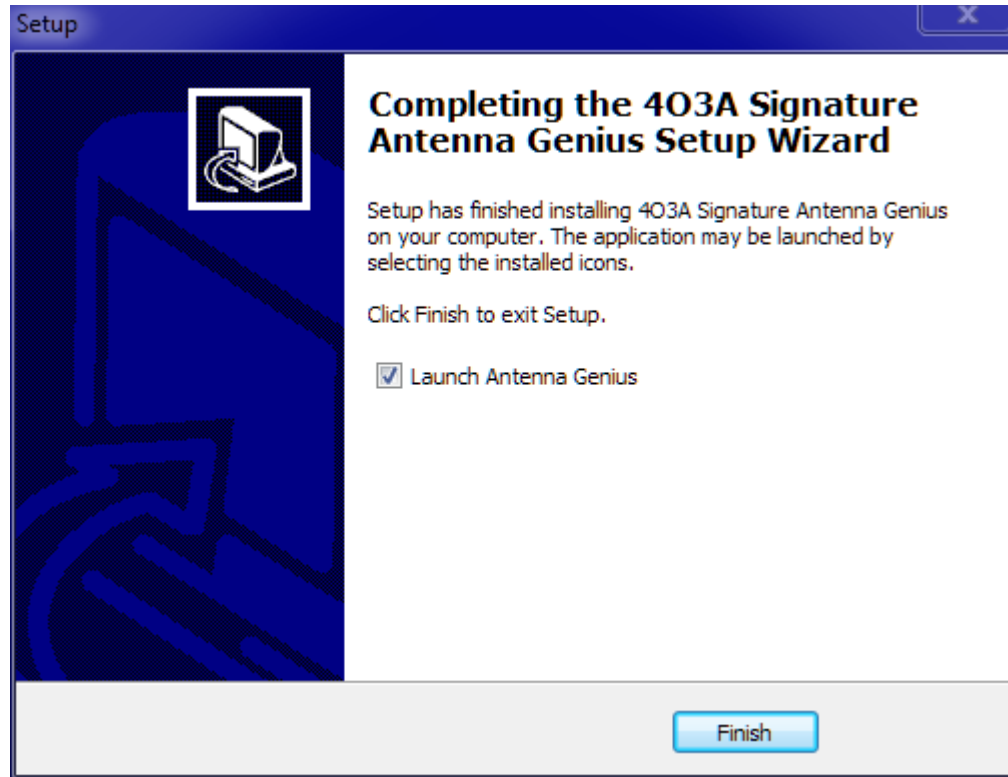 Setup
Completing the 4O3A Signature
Antenna Genius Setup Wizard
Setup has finished installing 4O3A Signature Antenna Genius
on your computer. The application may be launched by
selecting the installed icons.
Click Finish to exit Setup.
Launch Antenna Genius
Finish